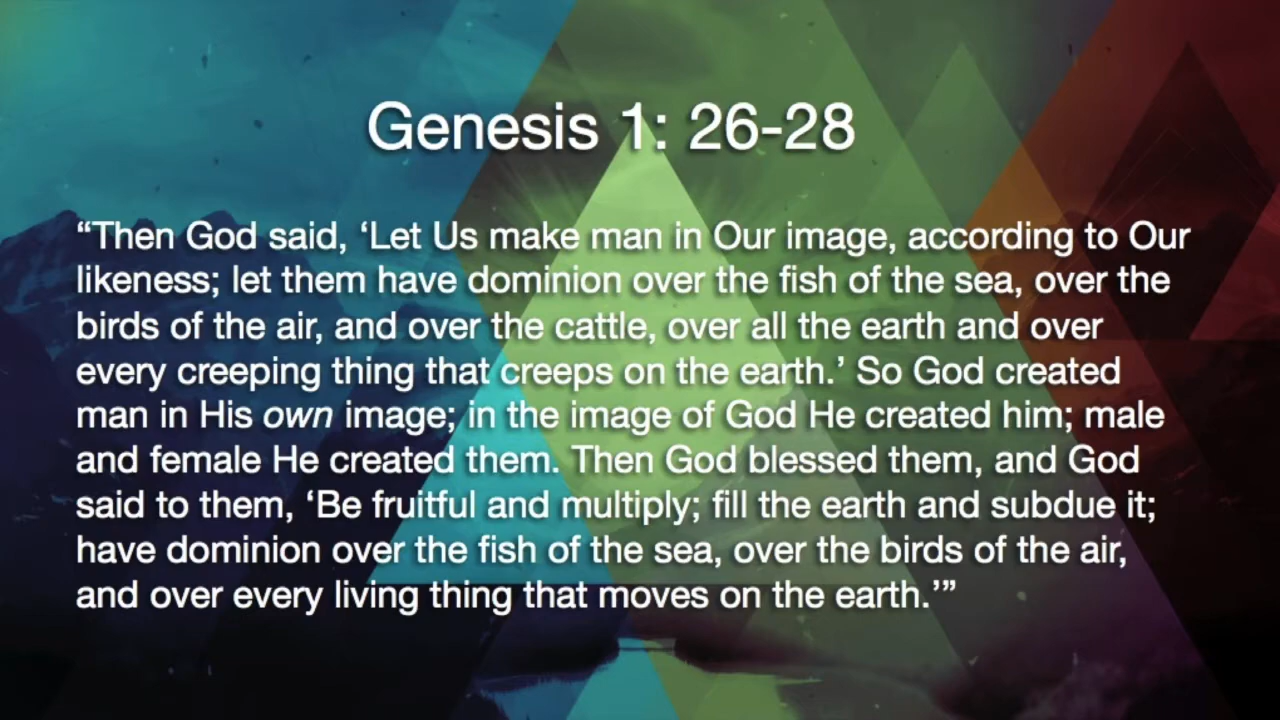 Genesis 1: 26-28
“Then God said, ‘Let Us make man in Our image, according to Our
likeness; let them have dominion over the fish of the sea, over the
birds of the air, and over the cattle, over all the earth and over
every creeping thing that creeps on the earth.’ So God created
man in His own image; in the image of God He created him; male
and female He created them. Then God blessed them, and God
said to them, ‘Be fruitful and multiply; fill the earth and subdue it;
have dominion over the fish of the sea, over the birds of the air,
and over every living thing that moves on the earth.’”